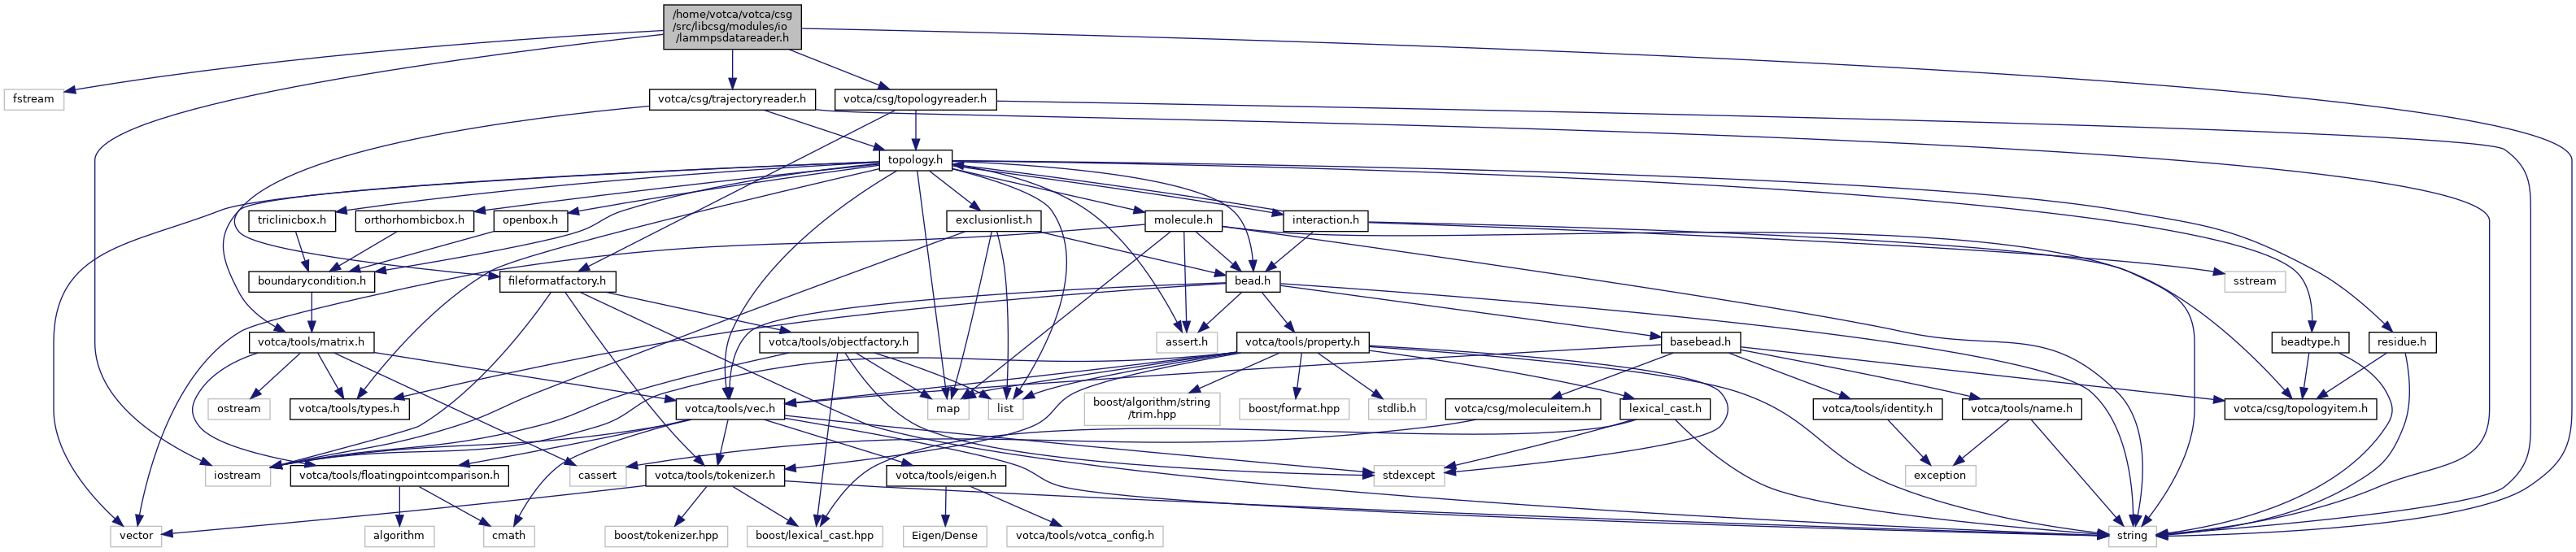 /home/votca/votca/csg
/src/libcsg/modules/io
/lammpsdatareader.h
fstream
votca/csg/trajectoryreader.h
votca/csg/topologyreader.h
topology.h
triclinicbox.h
orthorhombicbox.h
openbox.h
exclusionlist.h
molecule.h
interaction.h
boundarycondition.h
fileformatfactory.h
bead.h
sstream
votca/tools/matrix.h
votca/tools/objectfactory.h
assert.h
votca/tools/property.h
basebead.h
beadtype.h
residue.h
ostream
votca/tools/types.h
votca/tools/vec.h
map
list
boost/algorithm/string
/trim.hpp
boost/format.hpp
stdlib.h
votca/csg/moleculeitem.h
lexical_cast.h
votca/tools/identity.h
votca/tools/name.h
votca/csg/topologyitem.h
iostream
votca/tools/floatingpointcomparison.h
cassert
votca/tools/tokenizer.h
votca/tools/eigen.h
stdexcept
exception
vector
algorithm
cmath
boost/tokenizer.hpp
boost/lexical_cast.hpp
Eigen/Dense
votca/tools/votca_config.h
string